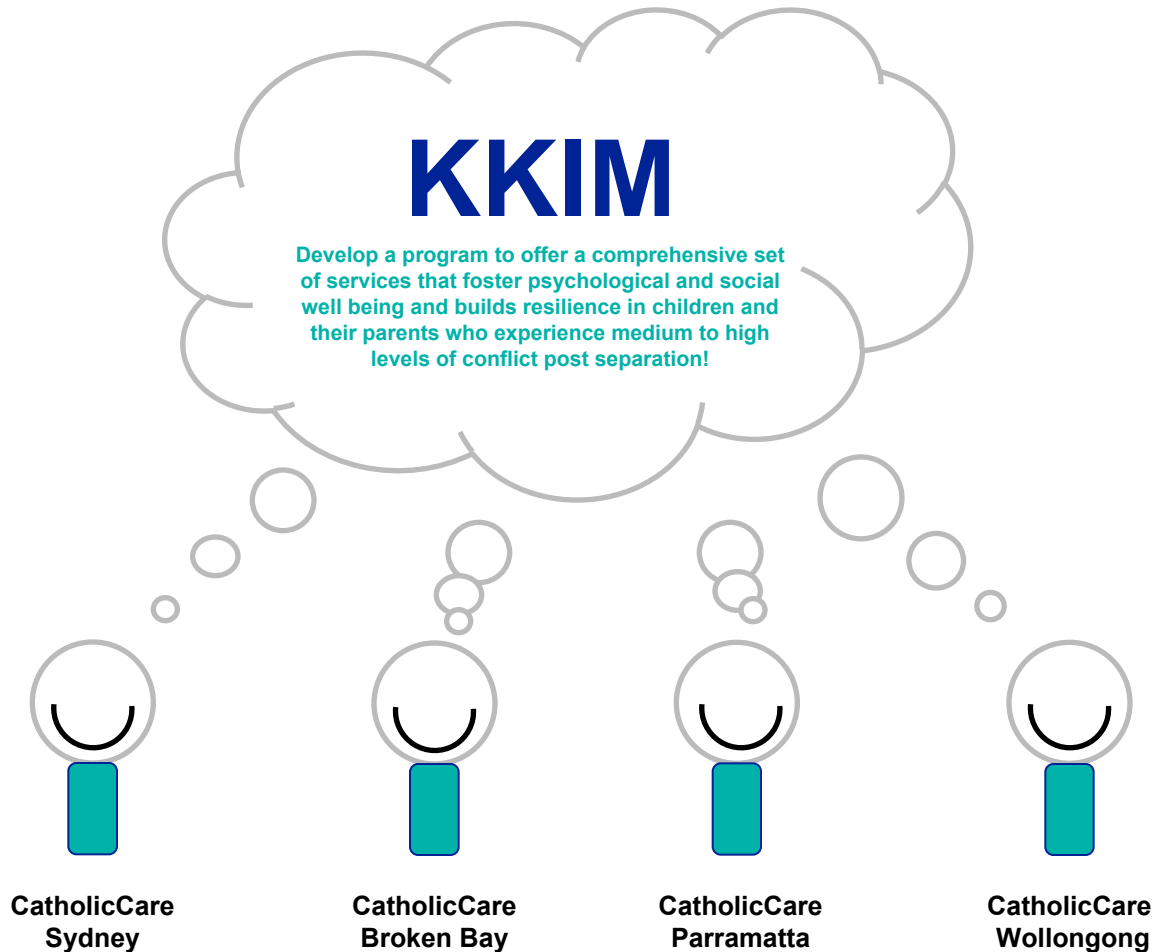 KKIM
Develop a program to offer a comprehensive set
of services that foster psychological and social
well being and builds resilience in children and
their parents who experience medium to high
levels of conflict post separation!
CatholicCare
Sydney
CatholicCare
Broken Bay
CatholicCare
Parramatta
CatholicCare
Wollongong